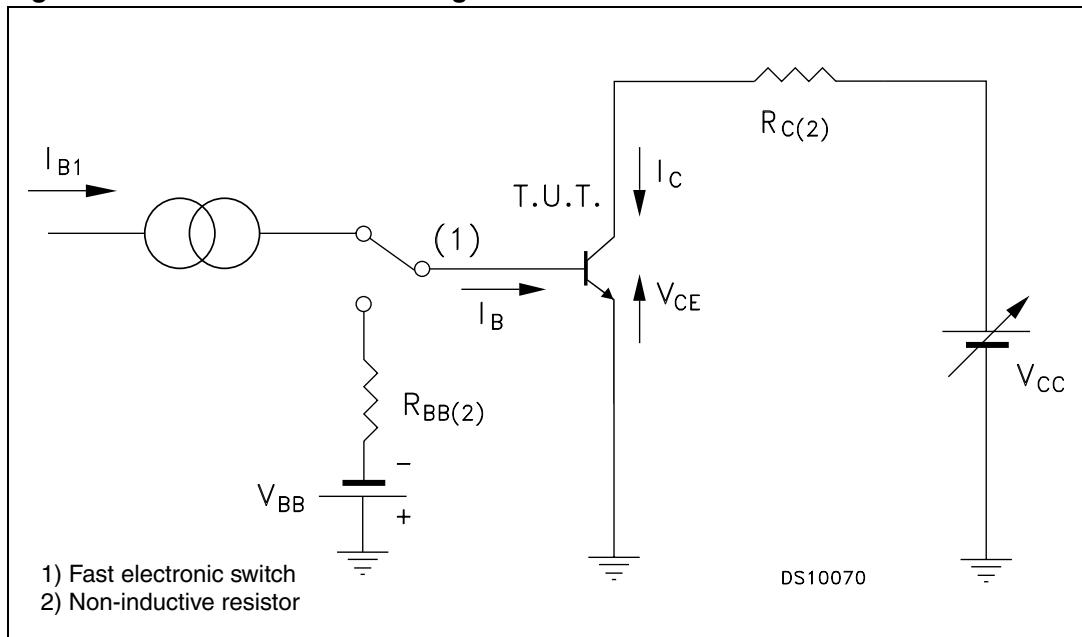 I_B1
R_C(2)
I_C
T.U.T.
(1)
I_B
V_CE
V_CC
R_BB(2)
−
V_BB
+
1) Fast electronic switch
2) Non-inductive resistor
DS10070